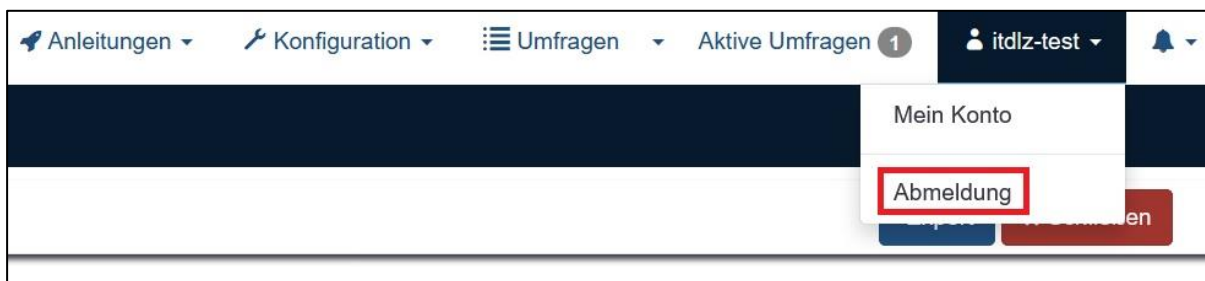 Anleitungen Konfiguration Umfragen Aktive Umfragen 1 itdlz-test
Mein Konto
Abmeldung